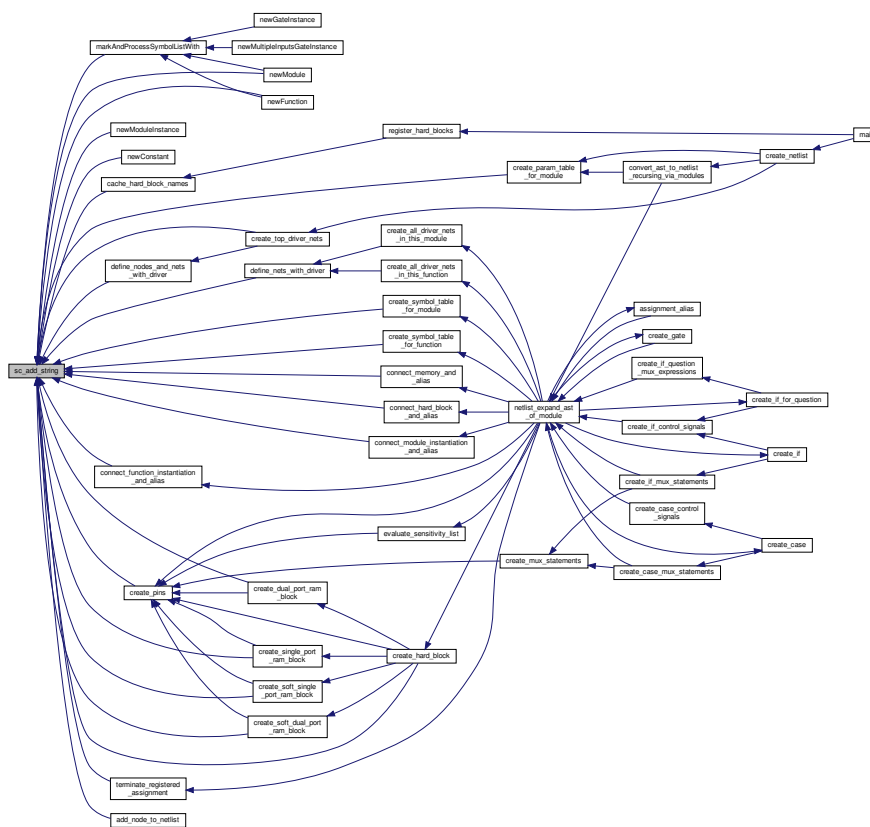 newGateInstance
markAndProcessSymbolListWith
newMultipleInputsGateInstance
newModule
newFunction
newModuleInstance
register_hard_blocks
mai
newConstant
create_netlist
cache_hard_block_names
create_param_table
_for_module
convert_ast_to_netlist
_recursing_via_modules
create_top_driver_nets
create_all_driver_nets
_in_this_module
define_nodes_and_nets
_with_driver
define_nets_with_driver
create_all_driver_nets
_in_this_function
create_symbol_table
_for_module
assignment_alias
create_symbol_table
_for_function
create_gate
sc_add_string
connect_memory_and
_alias
create_if_question
_mux_expressions
connect_hard_block
_and_alias
netlist_expand_ast
_of_module
create_if_for_question
create_if_control_signals
connect_module_instantiation
_and_alias
create_if
connect_function_instantiation
_and_alias
create_if_mux_statements
create_case_control
_signals
evaluate_sensitivity_list
create_case
create_mux_statements
create_case_mux_statements
create_pins
create_dual_port_ram
_block
create_single_port
_ram_block
create_hard_block
create_soft_single
_port_ram_block
create_soft_dual_port
_ram_block
terminate_registered
_assignment
add_node_to_netlist